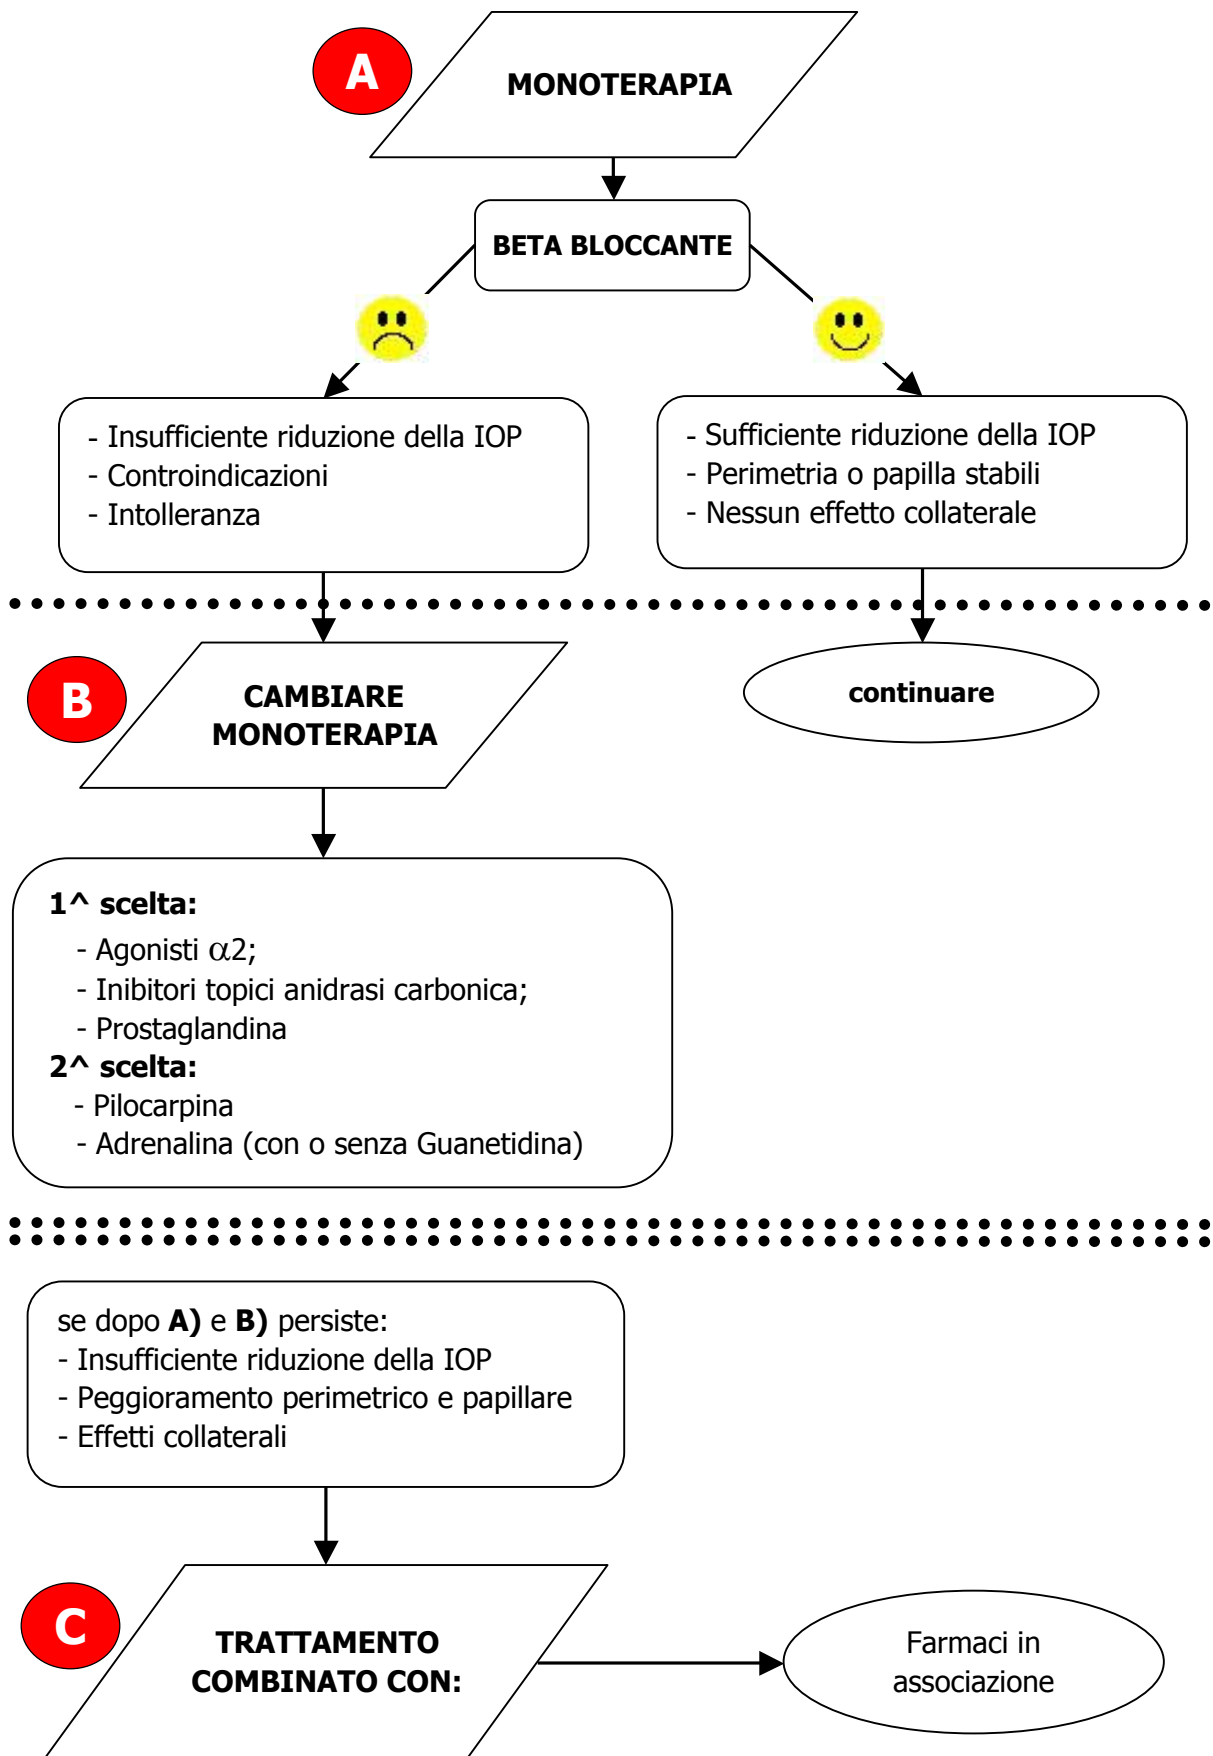 A
MONOTERAPIA
BETA BLOCCANTE
- Insufficiente riduzione della IOP
- Controindicazioni
- Intolleranza
- Sufficiente riduzione della IOP
- Perimetria o papilla stabili
- Nessun effetto collaterale
B
CAMBIARE
MONOTERAPIA
continuare
1^ scelta:
- Agonisti α2;
- Inibitori topici anidrasi carbonica;
- Prostaglandina
2^ scelta:
- Pilocarpina
- Adrenalina (con o senza Guanetidina)
se dopo A) e B) persiste:
- Insufficiente riduzione della IOP
- Peggioramento perimetrico e papillare
- Effetti collaterali
C
TRATTAMENTO
COMBINATO CON:
Farmaci in
associazione